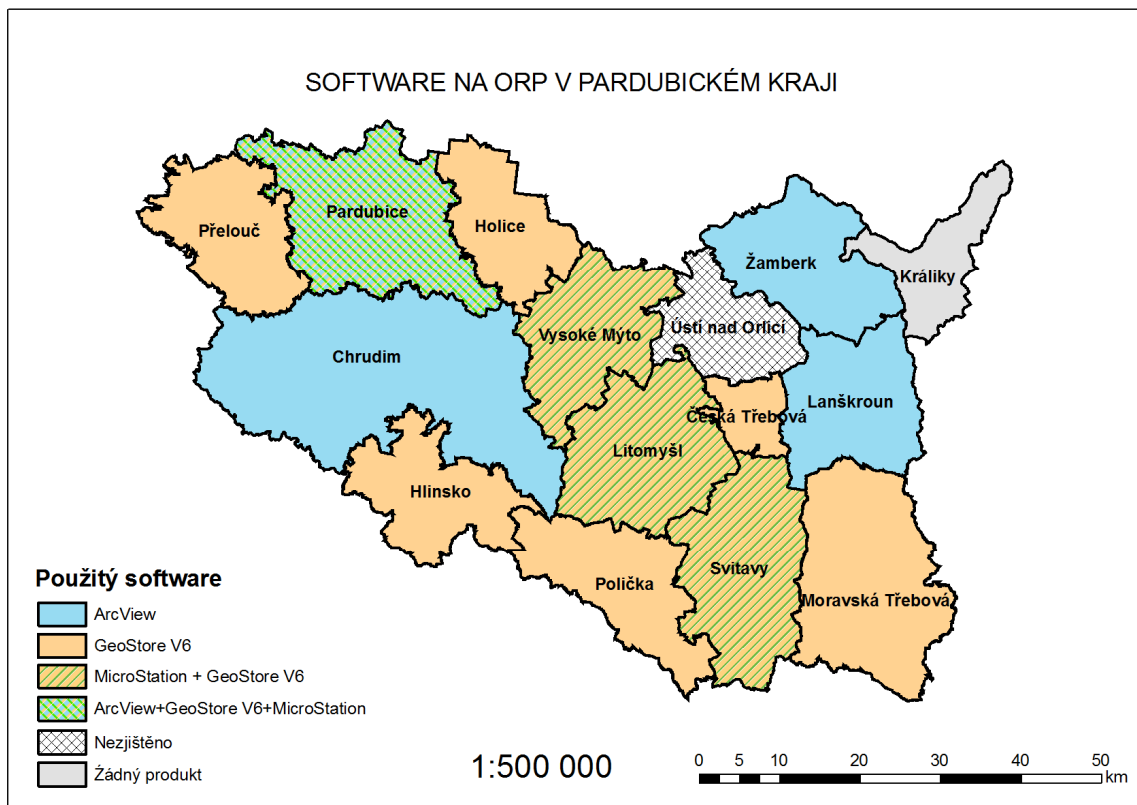 SOFTWARE NA ORP V PARDUBICKÉM KRAJI
Pardubice
Přelouč
Holice
Žamberk
Králiky
Vysoké Mýto
Ústí nad Orlicí
Chrudim
Lanškroun
Česká Třebová
Litomyšl
Hlinsko
Svitavy
Polička
Moravská Třebová
Použitý software
ArcView
GeoStore V6
MicroStation + GeoStore V6
ArcView+GeoStore V6+MicroStation
Nezjištěno
Žádný produkt
1:500 000
0 5 10 20 30 40 50
km